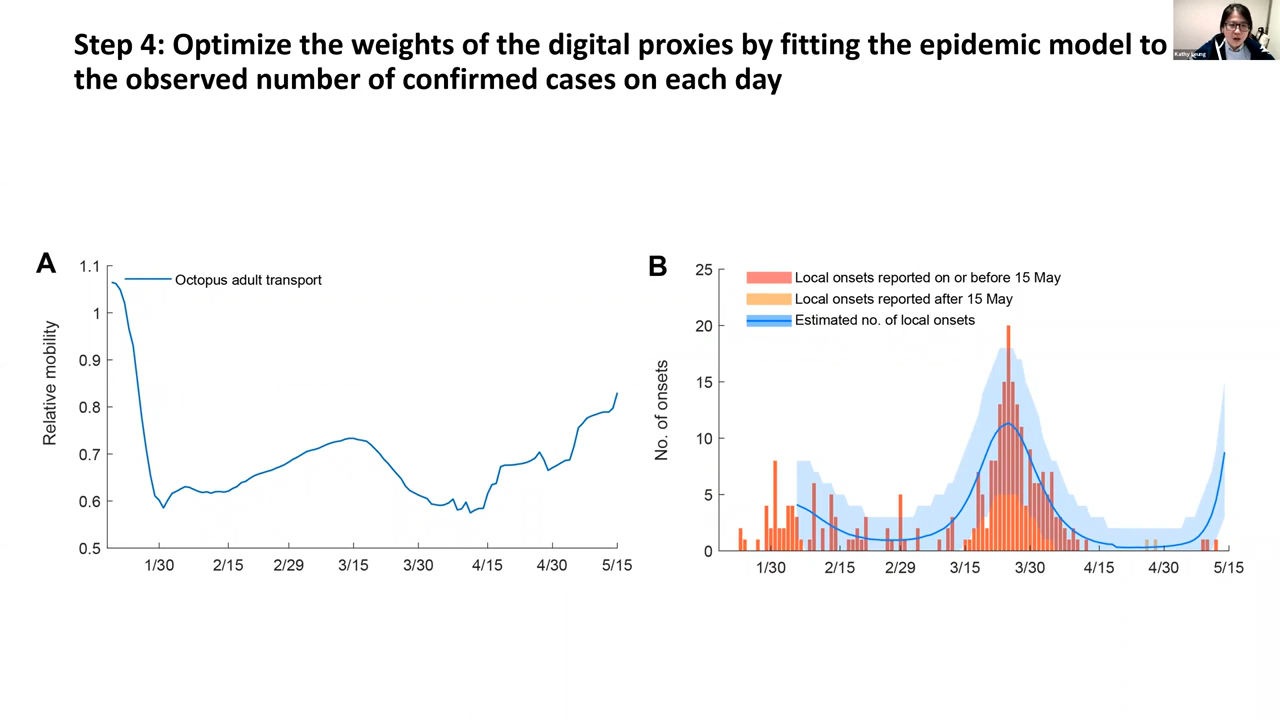 Step 4: Optimize the weights of the digital proxies by fitting the epidemic model to
the observed number of confirmed cases on each day
Kathy Leung
A
Octopus adult transport
Relative mobility
1.1
1
0.9
0.8
0.7
0.6
0.5
1/30
2/15
2/29
3/15
3/30
4/15
4/30
5/15
B
Local onsets reported on or before 15 May
Local onsets reported after 15 May
Estimated no. of local onsets
No. of onsets
25
20
15
10
5
0
1/30
2/15
2/29
3/15
3/30
4/15
4/30
5/15